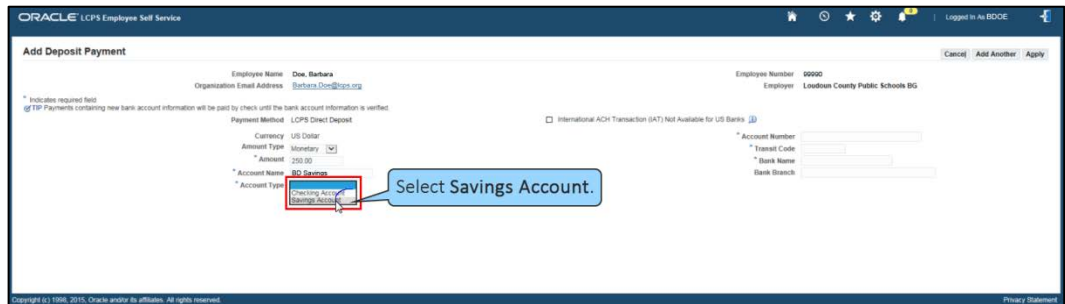 ORACLE® LCPS Employee Self Service
Logged In As BDOE
Add Deposit Payment
Cancel Add Another Apply
Employee Name Doe, Barbara
Employee Number 99990
Organization Email Address Barbara.Doe@lcps.org
Employer Loudoun County Public Schools BG
* Indicates required field
TIP Payments containing new bank account information will be paid by check until the bank account information is verified.
Payment Method LCPS Direct Deposit
International ACH Transaction (IAT) Not Available for US Banks
Currency US Dollar
* Account Number
Amount Type Monetary
* Transit Code
* Amount 250.00
* Bank Name
* Account Name BD Savings
Bank Branch
* Account Type
Checking Account
Savings Account
Select Savings Account.
Copyright (c) 1998, 2015, Oracle and/or its affiliates. All rights reserved.
Privacy Statement